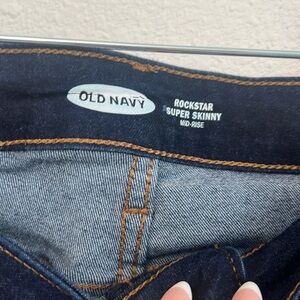 OLD NAVY
ROCKSTAR
SUPER SKINNY
MID-RISE